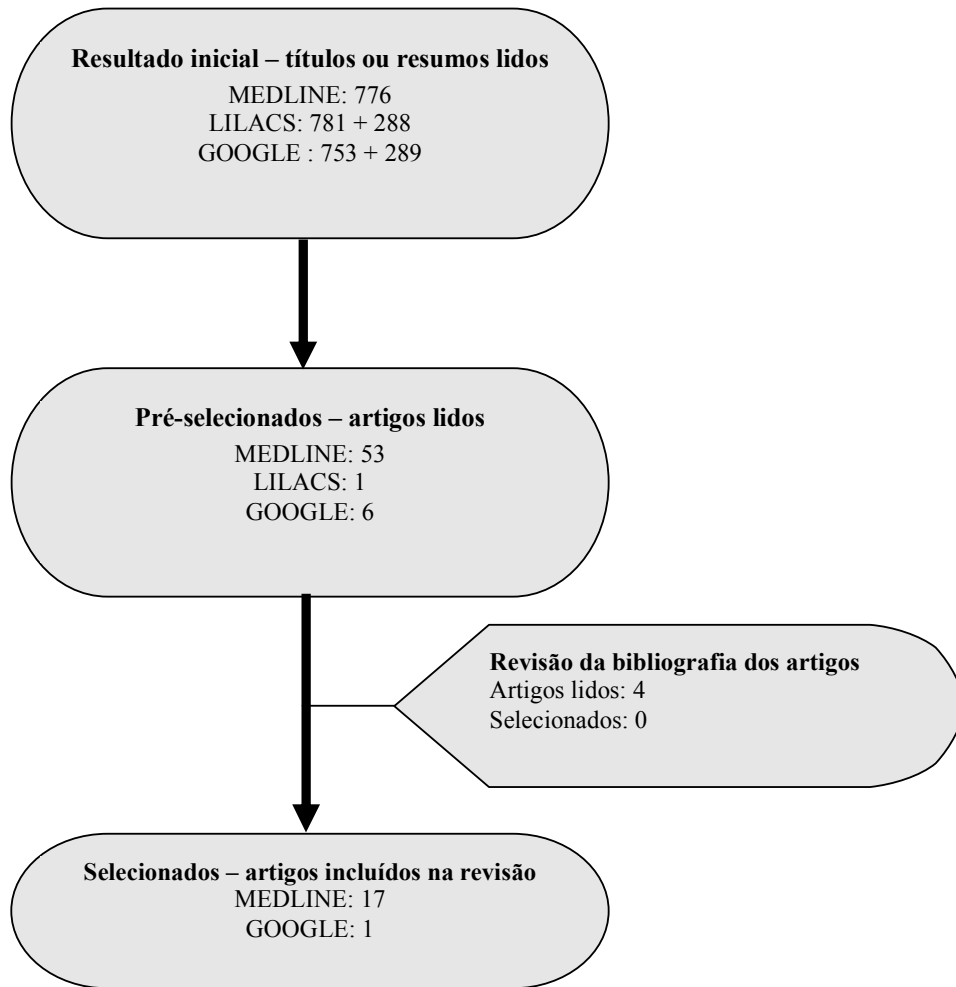 Resultado inicial – títulos ou resumos lidos
MEDLINE: 776
LILACS: 781 + 288
GOOGLE : 753 + 289
Pré-selecionados – artigos lidos
MEDLINE: 53
LILACS: 1
GOOGLE: 6
Revisão da bibliografia dos artigos
Artigos lidos: 4
Selecionados: 0
Selecionados – artigos incluídos na revisão
MEDLINE: 17
GOOGLE: 1